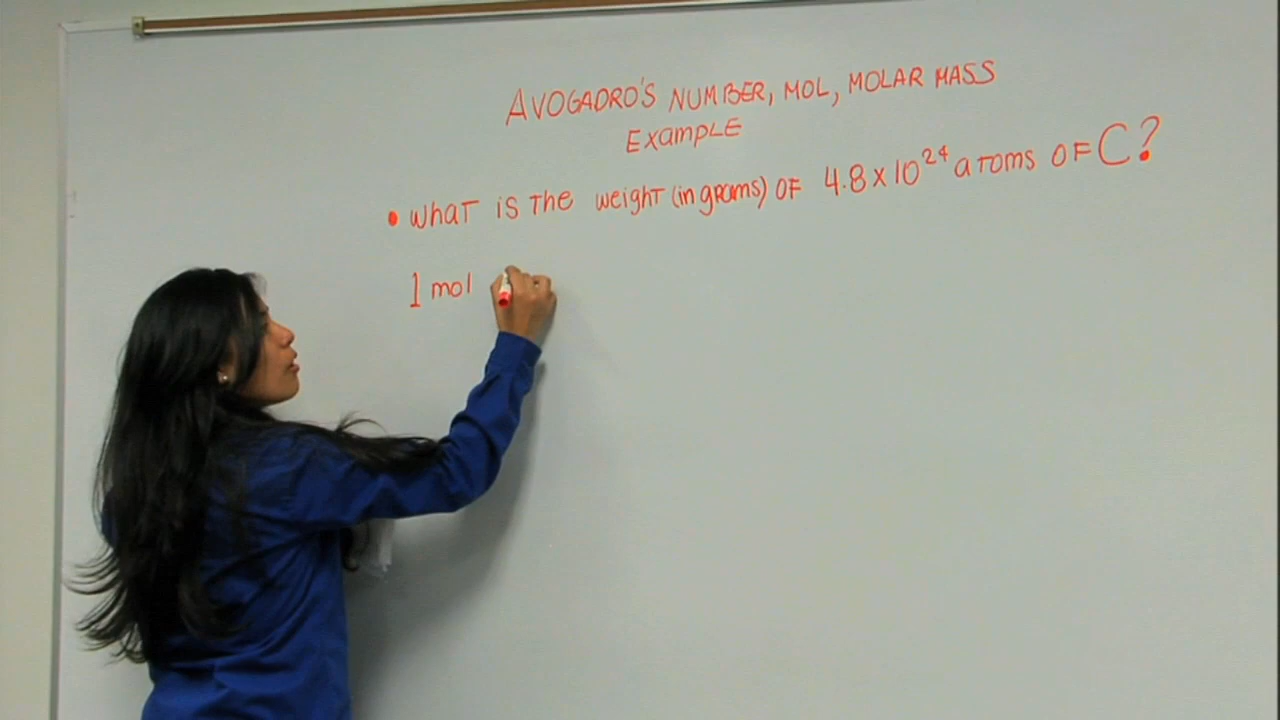 AVOGADRO'S NUMBER, MOL, MOLAR MASS
EXAMPLE
• What is the weight (in grams) of 4.8 x 10²⁴ atoms of C?
1 mol